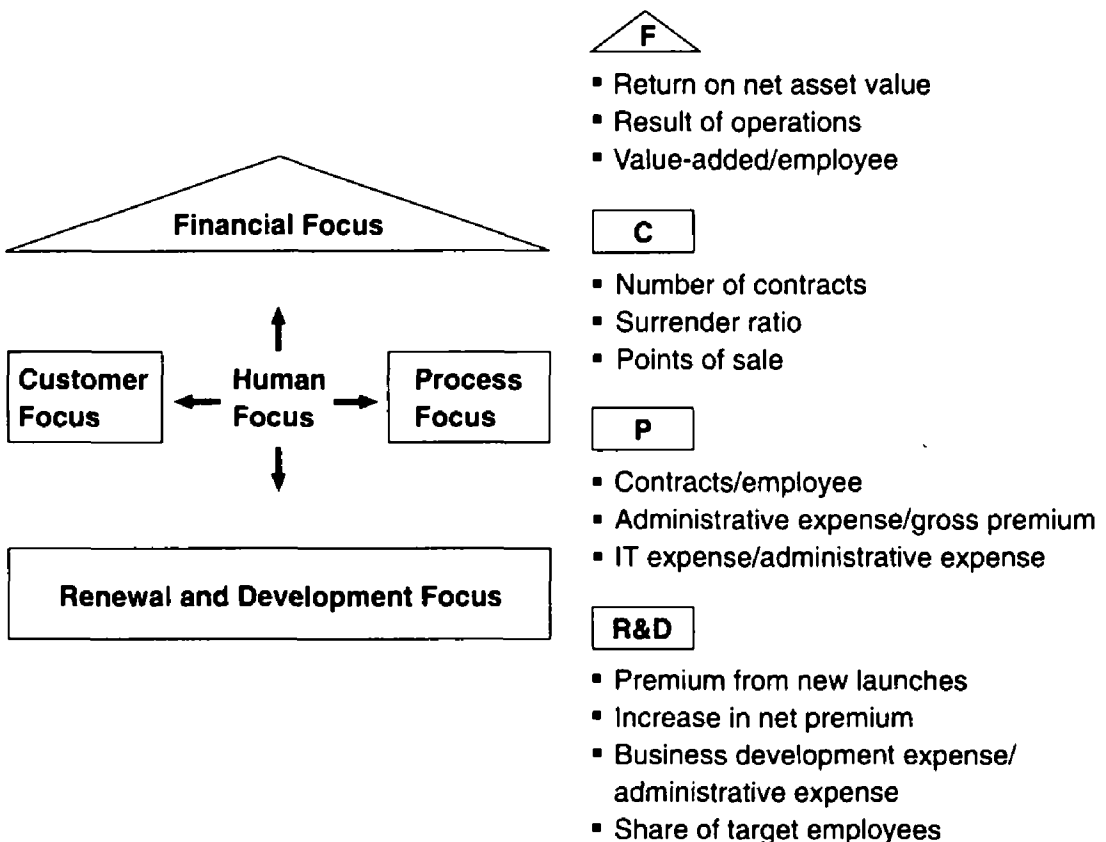 Financial Focus
Customer
Focus
Human
Focus
Process
Focus
Renewal and Development Focus
F
▪ Return on net asset value
▪ Result of operations
▪ Value-added/employee
C
▪ Number of contracts
▪ Surrender ratio
▪ Points of sale
P
▪ Contracts/employee
▪ Administrative expense/gross premium
▪ IT expense/administrative expense
R&D
▪ Premium from new launches
▪ Increase in net premium
▪ Business development expense/
administrative expense
▪ Share of target employees